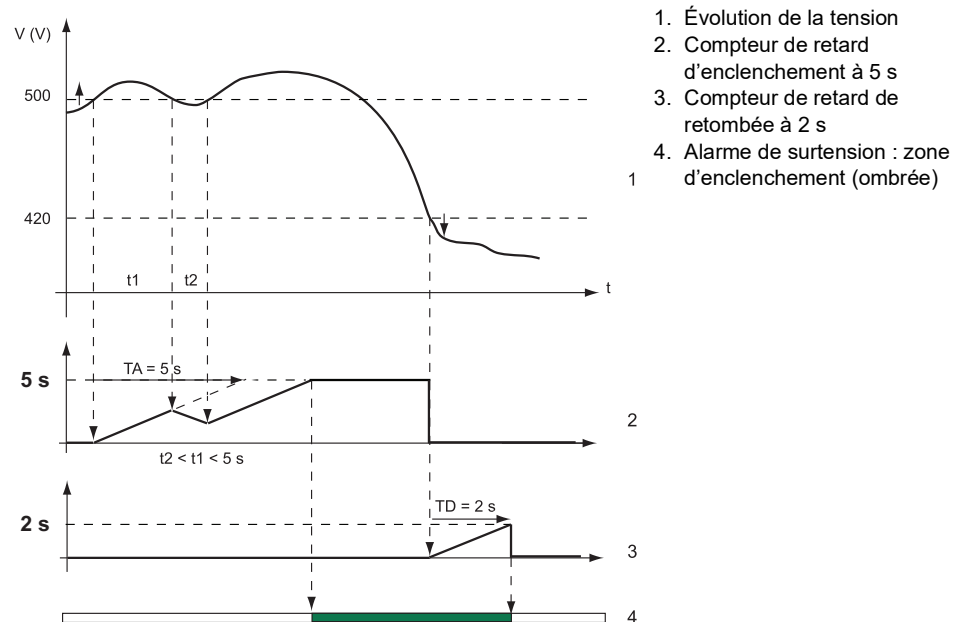 V (V)
500
420
t1
t2
t
1
TA = 5 s
5 s
t2 < t1 < 5 s
2
TD = 2 s
2 s
3
4
1. Évolution de la tension
2. Compteur de retard
d'enclenchement à 5 s
3. Compteur de retard de
retombée à 2 s
4. Alarme de surtension : zone
d'enclenchement (ombrée)